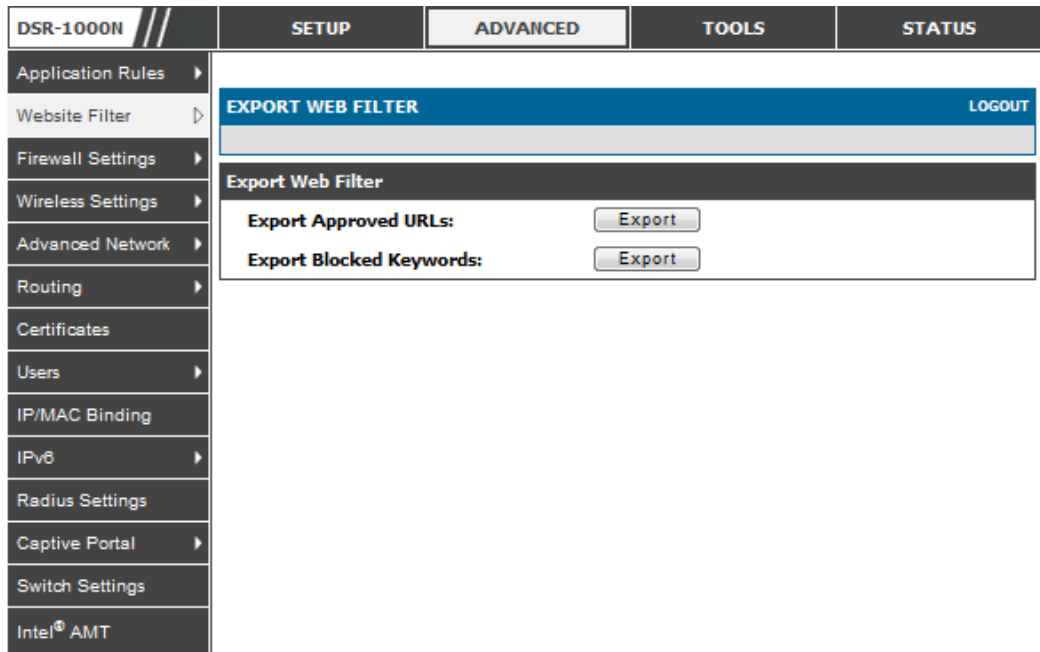 DSR-1000N
SETUP
ADVANCED
TOOLS
STATUS
Application Rules
Website Filter
Firewall Settings
Wireless Settings
Advanced Network
Routing
Certificates
Users
IP/MAC Binding
IPv6
Radius Settings
Captive Portal
Switch Settings
Intel® AMT
EXPORT WEB FILTER
LOGOUT
Export Web Filter
Export Approved URLs: Export
Export Blocked Keywords: Export